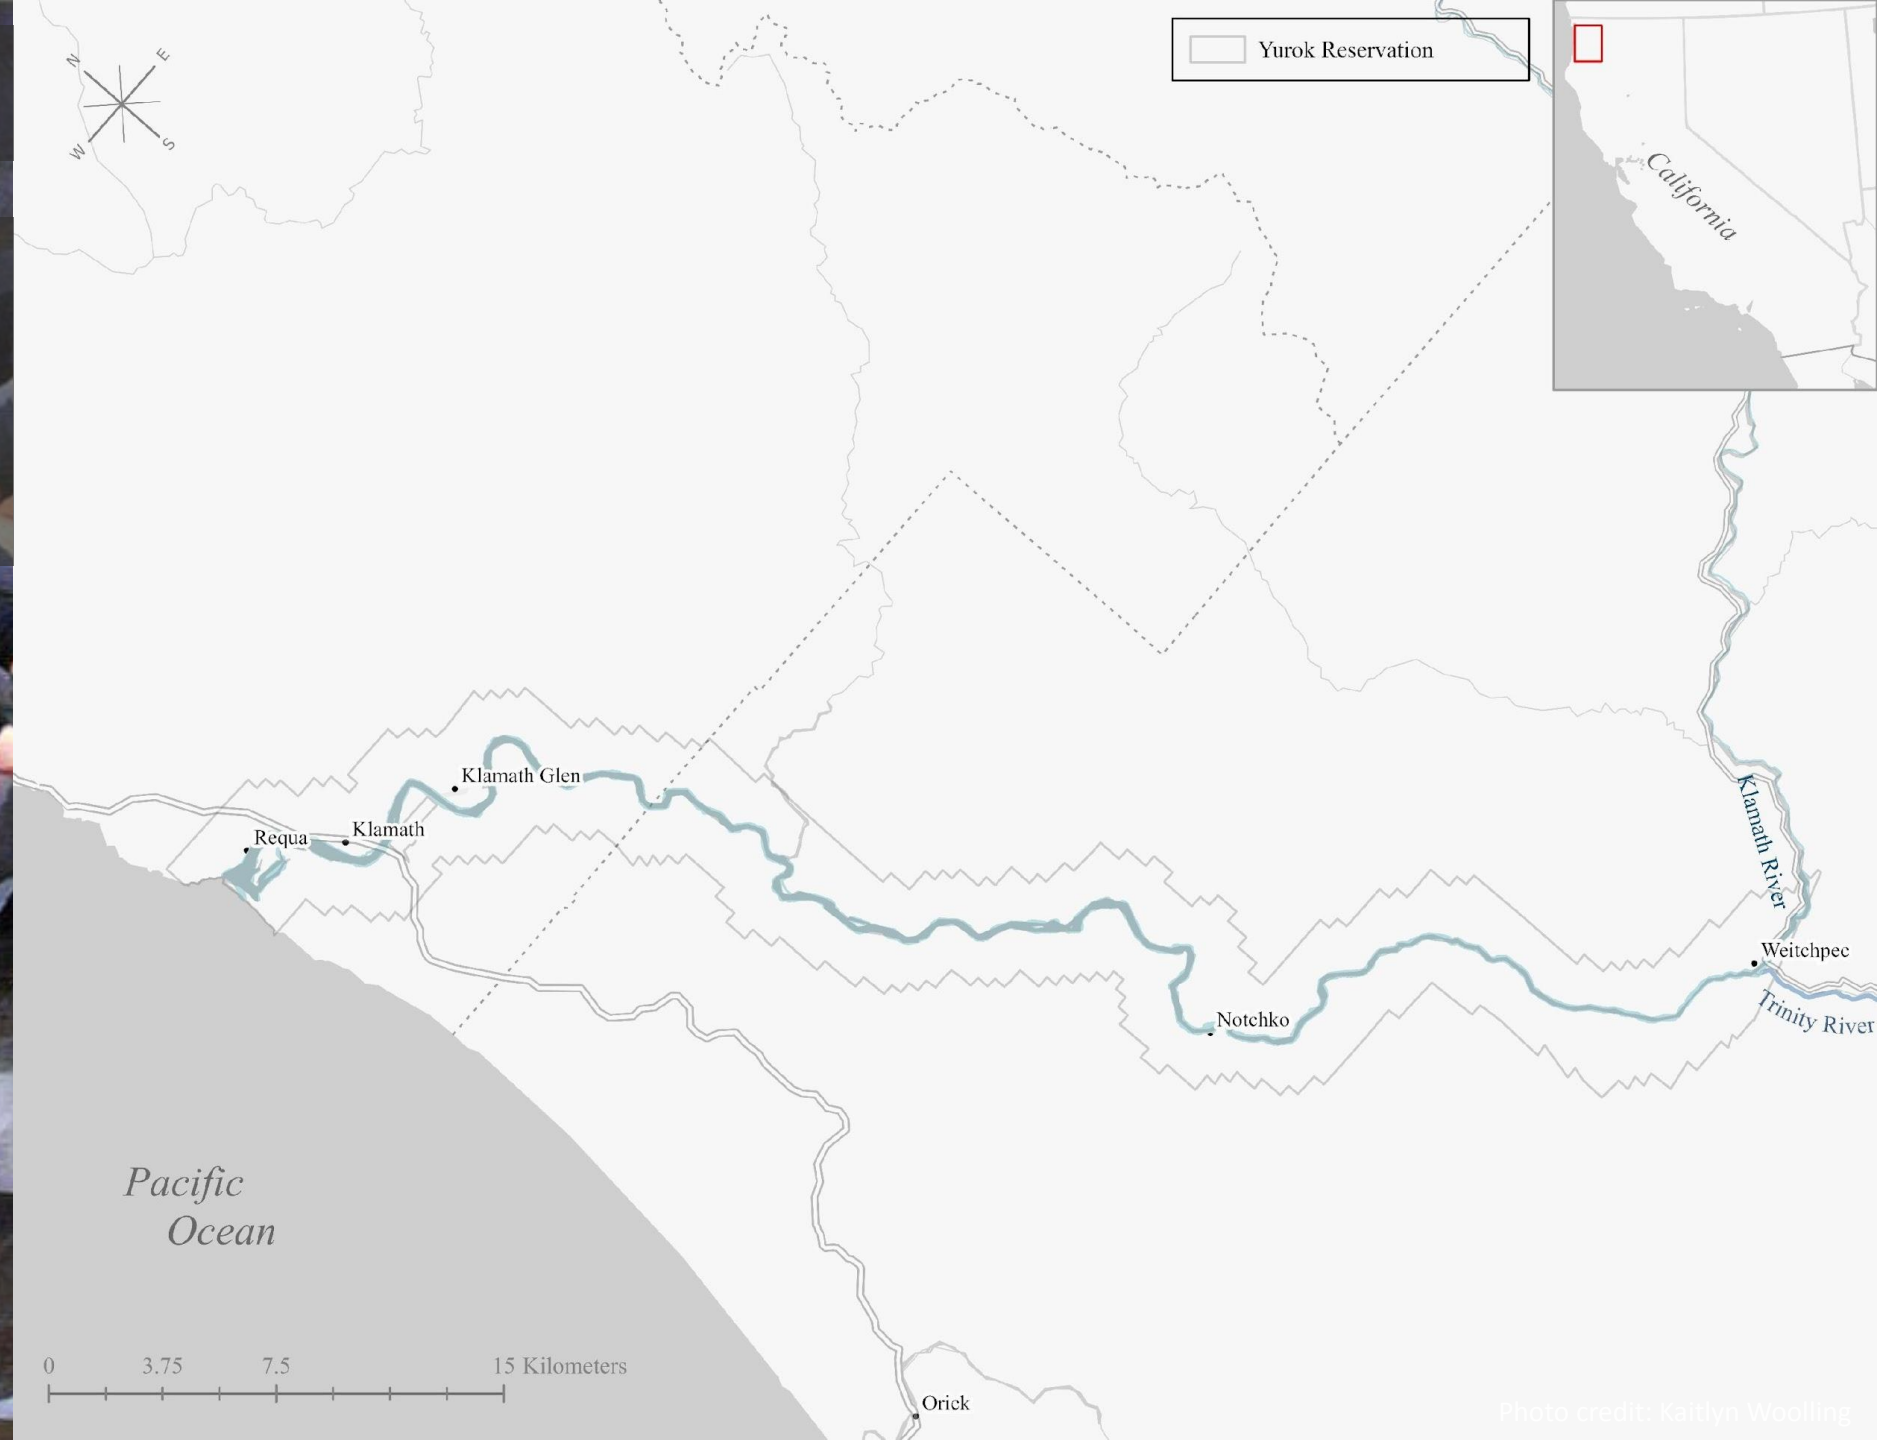 N
E
W
S
Yurok Reservation
California
Klamath Glen
Klamath
Requa
Klamath River
Weitchpec
Trinity River
Notchko
Pacific
Ocean
0 3.75 7.5 15 Kilometers
Orick
Photo credit: Kaitlyn Woolling